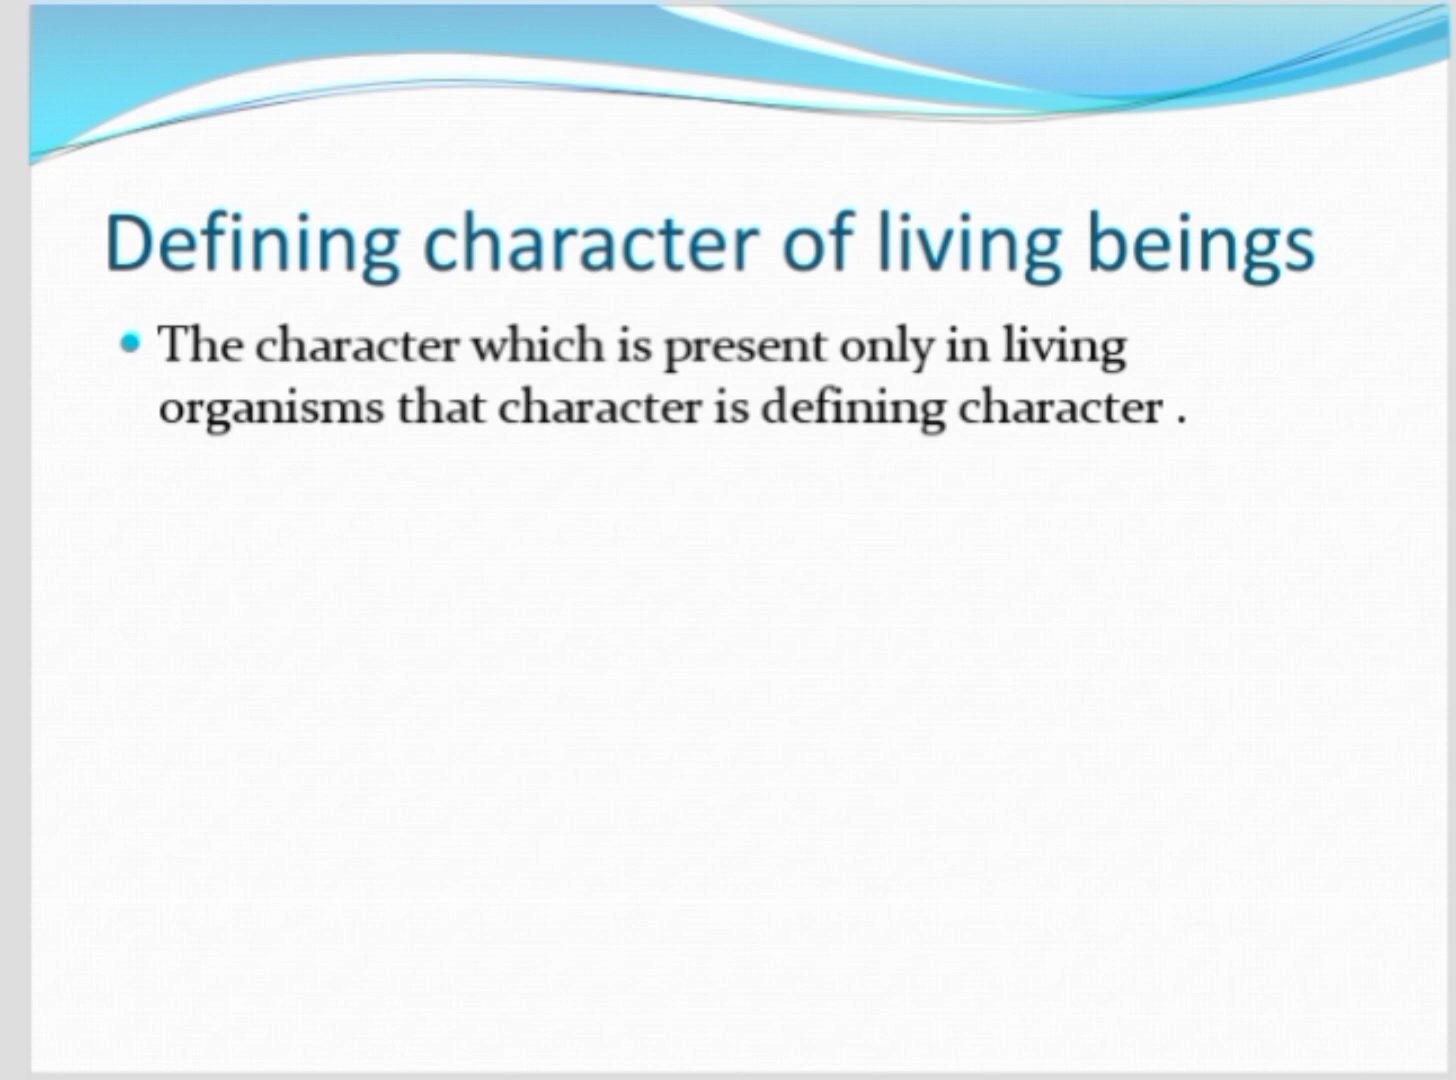 Defining character of living beings
• The character which is present only in living
organisms that character is defining character .